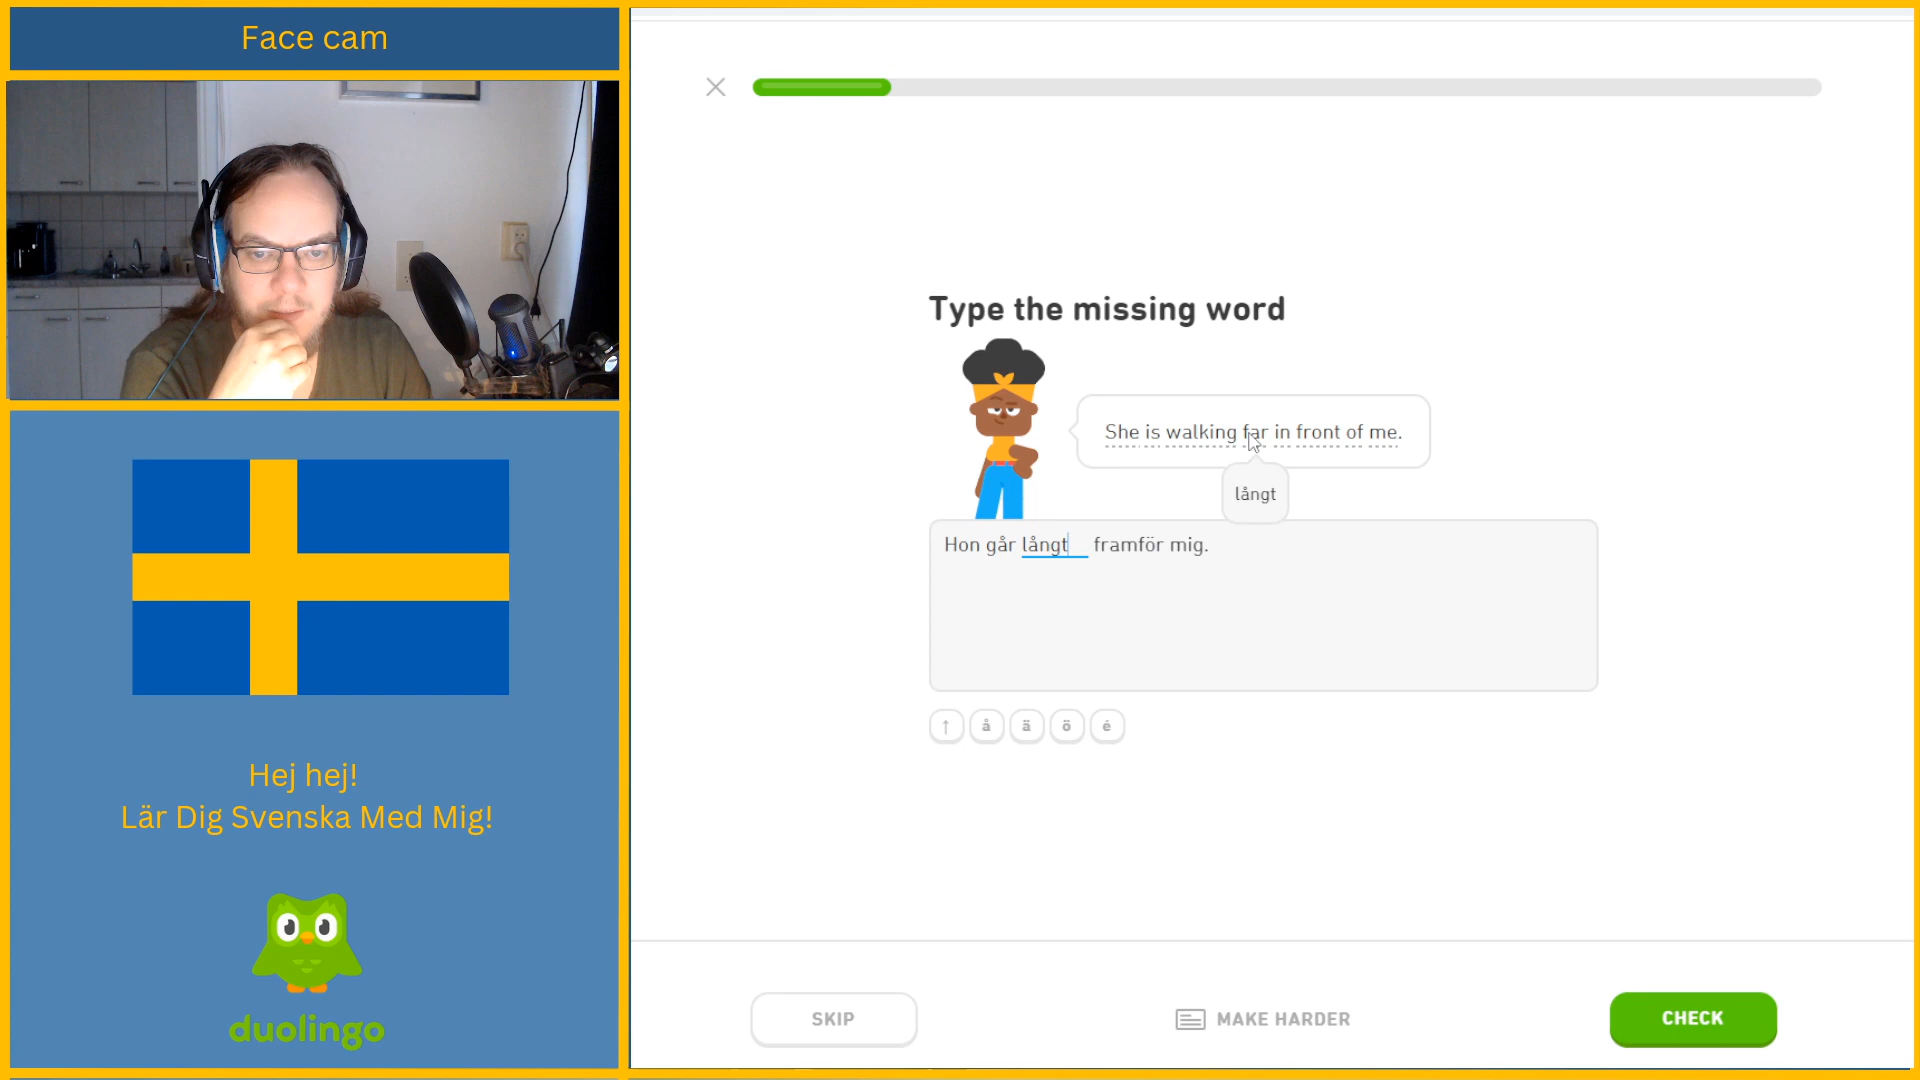 Face cam
Type the missing word
She is walking far in front of me.
långt
Hon går långt framför mig.
↑ å ä ö é
Hej hej!
Lär Dig Svenska Med Mig!
duolingo
SKIP
MAKE HARDER
CHECK